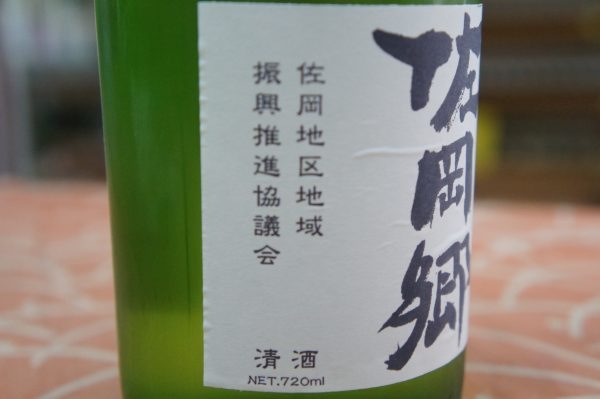 佐岡郷
佐岡地区地域
振興推進協議会
清酒
NET.720ml